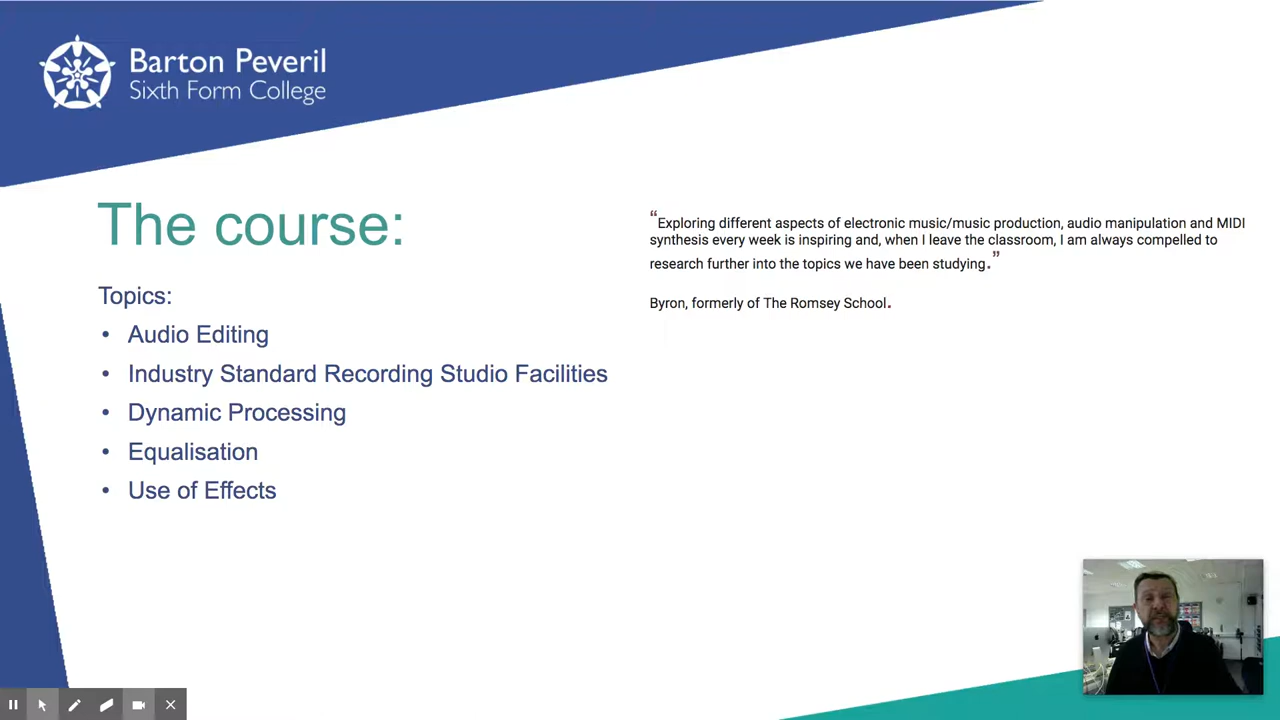 Barton Peveril
Sixth Form College
The course:
Topics:
• Audio Editing
• Industry Standard Recording Studio Facilities
• Dynamic Processing
• Equalisation
• Use of Effects
“Exploring different aspects of electronic music/music production, audio manipulation and MIDI
synthesis every week is inspiring and, when I leave the classroom, I am always compelled to
research further into the topics we have been studying.”
Byron, formerly of The Romsey School.